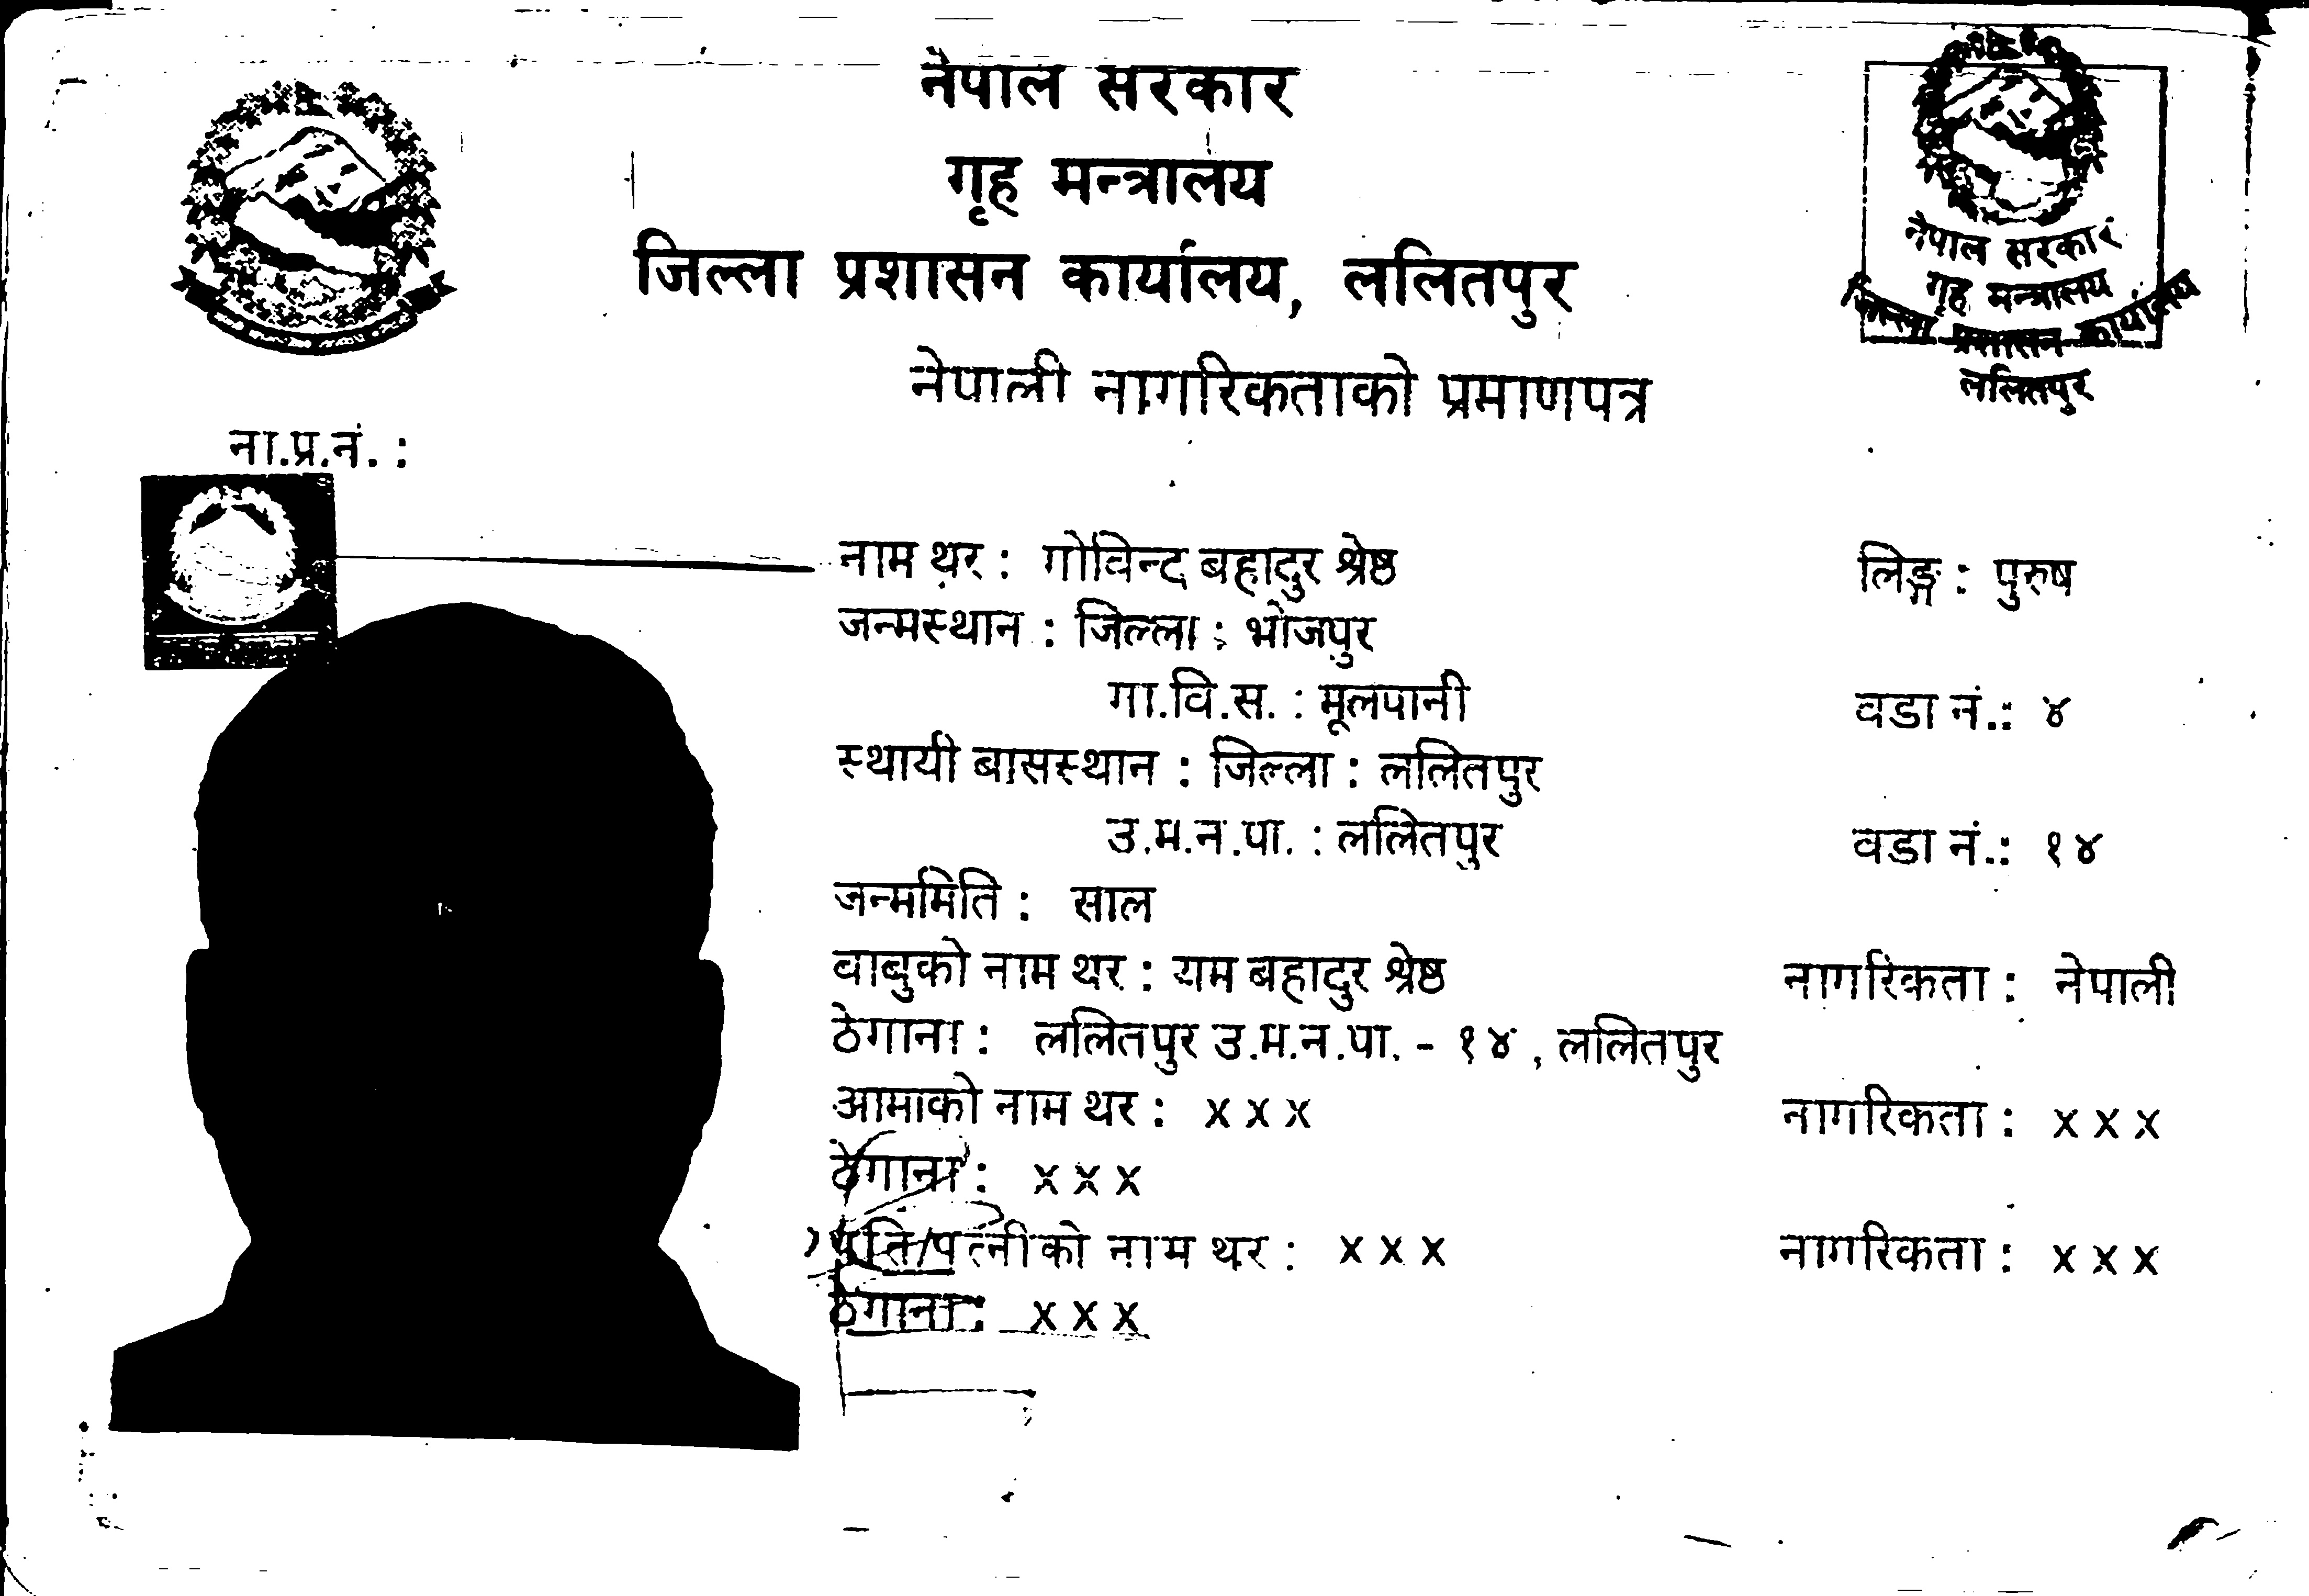 नेपाल सरकार
गृह मन्त्रालय
जिल्ला प्रशासन कार्यालय, ललितपुर
नेपाली नागरिकताको प्रमाणपत्र
नेपाल सरकार
गृह मन्त्रालय
जिल्ला प्रशासन कार्यालय
ललितपुर
ना.प्र.नं. :
नाम थर : गोविन्द बहादुर श्रेष्ठ लिङ्ग : पुरुष
जन्मस्थान : जिल्ला : भोजपुर
गा.वि.स. : मूलपानी वडा नं.: ४
स्थायी बासस्थान : जिल्ला : ललितपुर
उ.म.न.पा. : ललितपुर वडा नं.: १४
जन्ममिति : साल
बाबुको नाम थर : बहादुर श्रेष्ठ नागरिकता : नेपाली
ठेगाना : ललितपुर उ.म.न.पा. - १४ , ललितपुर
आमाको नाम थर : x x x नागरिकता : x x x
ठेगाना : x x x
पति/पत्नीको नाम थर : x x x नागरिकता : x x x
ठेगाना : x x x